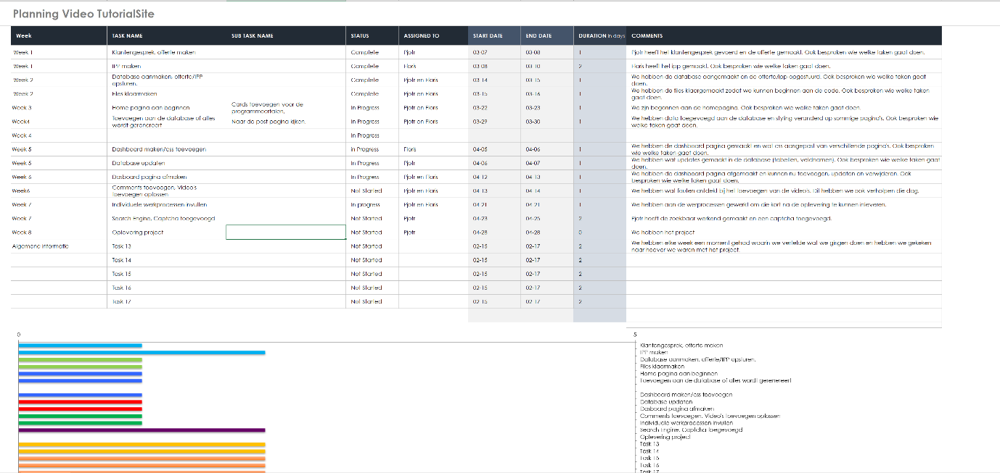 Planning Video TutorialSite
Week TASK NAME SUB TASK NAME STATUS ASSIGNED TO START DATE END DATE DURATION in days COMMENTS
Week 1 Klantengesprek, offerte maken Complete Pjotr 03-07 03-08 1 Pjotr heeft het klantengesprek gevoerd en de offerte gemaakt. Ook besproken wie welke taken gaat doen.
Week 1 IPP maken Complete Floris 03-08 03-10 2 Floris heeft het ipp gemaakt. Ook besproken wie welke taken gaat doen.
Week 2 Database aanmaken, offerte/IPP opsturen. Complete Pjotr en Floris 03-14 03-15 1 We hebben de database aangemaakt en de offerte/ipp opgestuurd. Ook besproken wie welke taken gaat doen.
Week 2 Files klaarmaken Complete Pjotr en Floris 03-15 03-16 1 We hebben de files klaargemaakt zodat we kunnen beginnen aan de code. Ook besproken wie welke taken gaat doen.
Week 3 Home pagina aan beginnen Cards toevoegen voor de programmeertalen. In Progress Pjotr en Floris 03-22 03-23 1 We zijn begonnen aan de homepagina. Ook besproken wie welke taken gaat doen.
Week4 Toevoegen aan de database of alles wordt gerenereert Naar de post pagina kijken. In Progress Pjotr en Floris 03-29 03-30 1 We hebben data toegevoegd aan de database en styling veranderd op sommige pagina's. Ook besproken wie welke taken gaat doen.
Week 4 In Progress
Week 5 Dashboard maken/css toevoegen in Progress Floris 04-05 04-06 1 We hebben de dashboard pagina gemaakt en wat css aangepast van verschillende pagina's. Ook besproken wie welke taken gaat doen.
Week 5 Database updaten In Progress Pjotr 04-06 04-07 1 We hebben wat updates gemaakt in de database (tabellen, veldnamen). Ook besproken wie welke taken gaat doen.
Week 6 Dasboard pagina afmaken In Progress Pjotr en Floris 04-12 04-13 1 We hebben de dashboard pagina afgemaakt en kunnen nu toevoegen, updaten en verwijderen. Ook besproken wie welke taken gaat doen.
Week6 Comments toevoegen, Video's toevoegen oplossen Not Started Pjotr en Floris 04-13 04-14 1 We hebben wat fouten ontdekt bij het toevoegen van de video's. Dit hebben we ook verholpen die dag.
Week 7 Individuele werkprocessen invullen In progress Pjotr en Floris 04-21 04-21 1 We hebben aan de werprocessen gewerkt om die kort na de oplevering te kunnen inleveren.
Week 7 Search Engine, Captcha toegevoegd Not Started Pjotr 04-23 04-25 2 Pjotr heeft de zoekbaar werkend gemaakt en een captcha toegevoegd.
Week 8 Oplevering project Not Started Pjotr 04-28 04-28 0 We hebben het project
Algemene informatie Task 13 Not Started 02-15 02-17 2 We hebben elke week een moment gehad waarin we vertelde wat we gingen doen en hebben we gekeken naar hoever we waren met het project.
Task 14 Not Started 02-15 02-17 2
Task 15 Not Started 02-15 02-17 2
Task 16 Not Started 02-15 02-17 2
Task 17 Not Started 02-15 02-17 2
0 5
Klantengesprek, offerte maken
IPP maken
Database aanmaken, offerte/IPP opsturen.
Files klaarmaken
Home pagina aan beginnen
Toevoegen aan de database of alles wordt gerenereert
Dashboard maken/css toevoegen
Database updaten
Dasboard pagina afmaken
Comments toevoegen, Video's toevoegen oplossen
Individuele werkprocessen invullen
Search Engine, Captcha toegevoegd
Oplevering project
Task 13
Task 14
Task 15
Task 16
Task 17